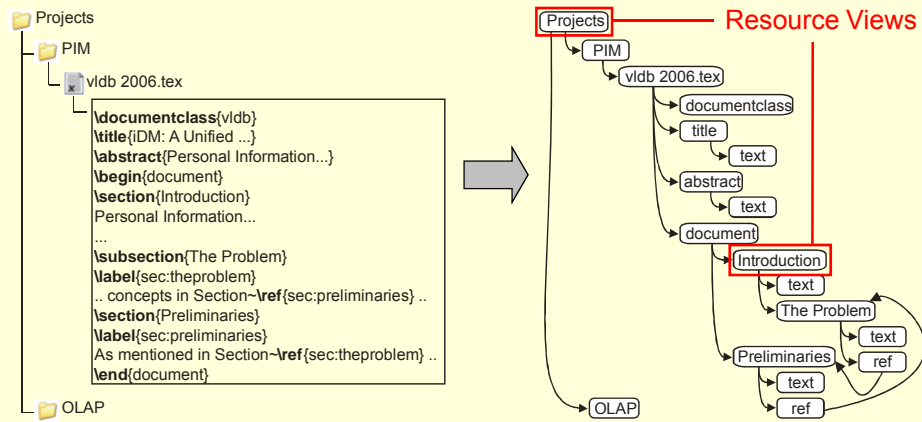 Projects
PIM
vldb 2006.tex
\documentclass{vldb}
\title{iDM: A Unified ...}
\abstract{Personal Information...}
\begin{document}
\section{Introduction}
Personal Information...
...
\subsection{The Problem}
\label{sec:theproblem}
.. concepts in Section~\ref{sec:preliminaries} ..
\section{Preliminaries}
\label{sec:preliminaries}
As mentioned in Section~\ref{sec:theproblem} ..
\end{document}
OLAP
Resource Views
Projects
PIM
vldb 2006.tex
documentclass
title
text
abstract
text
document
Introduction
text
The Problem
text
ref
Preliminaries
text
ref
OLAP